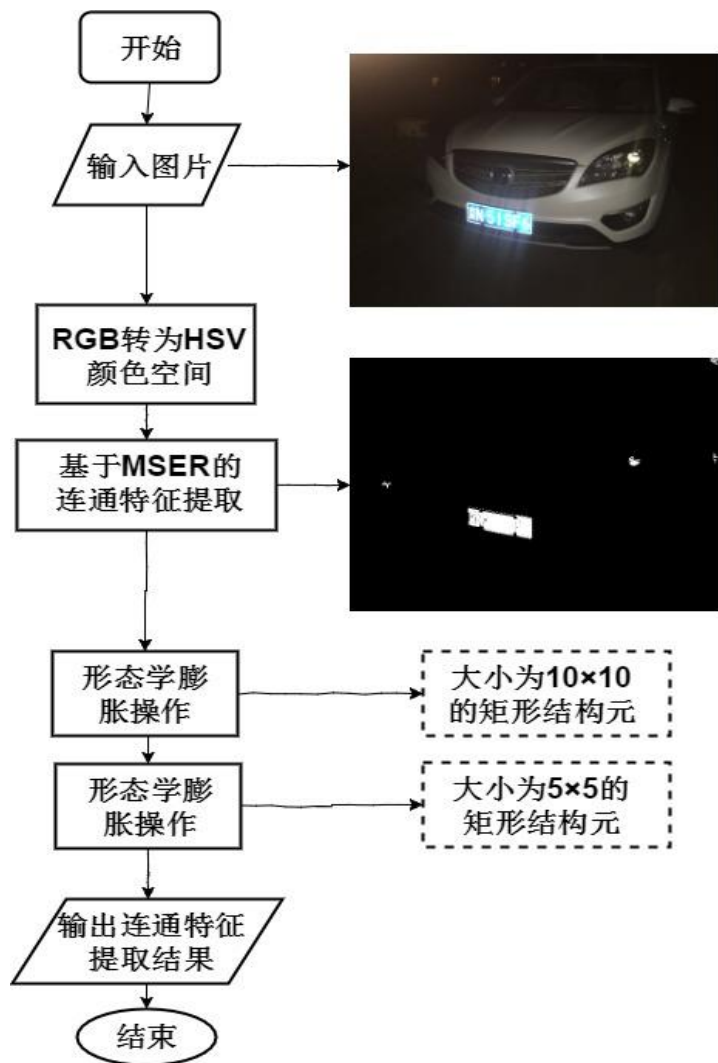 开始
输入图片
RGB转为HSV
颜色空间
基于MSER的
连通特征提取
形态学膨
胀操作
大小为10×10
的矩形结构元
形态学膨
胀操作
大小为5×5的
矩形结构元
输出连通特征
提取结果
结束